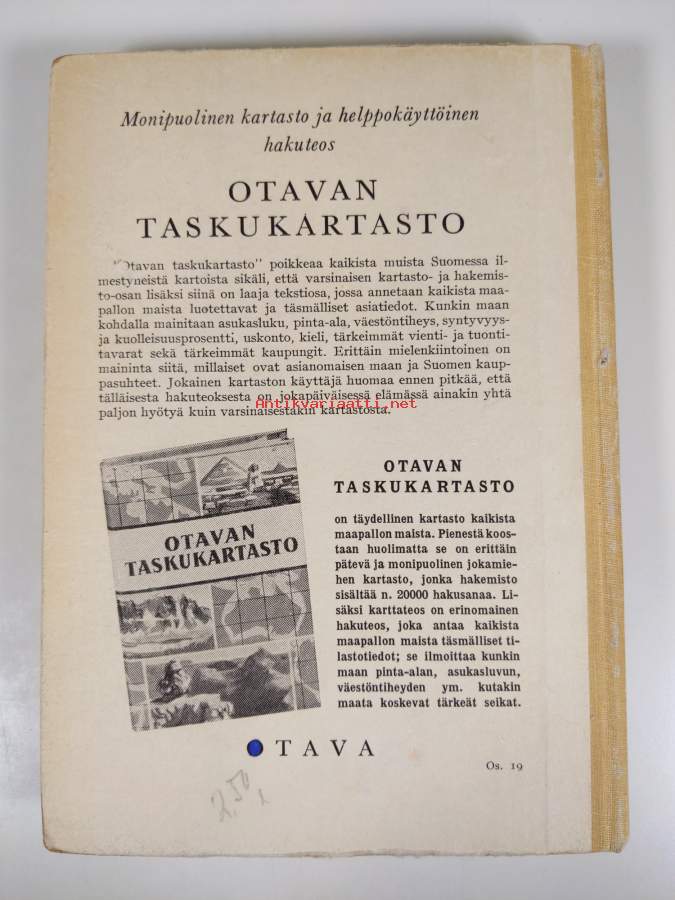 Monipuolinen kartasto ja helppokäyttöinen
hakuteos
OTAVAN
TASKUKARTASTO
"Otavan taskukartasto" poikkeaa kaikista muista Suomessa il-
mestyneistä kartoista sikäli, että varsinaisen kartasto- ja hakemis-
to-osan lisäksi siinä on laaja tekstiosa, jossa annetaan kaikista maa-
pallon maista luotettavat ja täsmälliset asiatiedot. Kunkin maan
kohdalla mainitaan asukasluku, pinta-ala, väestöntiheys, syntyvyys-
ja kuolleisuusprosentti, uskonto, kieli, tärkeimmät vienti- ja tuonti-
tavarat sekä tärkeimmät kaupungit. Erittäin mielenkiintoinen on
maininta siitä, millaiset ovat asianomaisen maan ja Suomen kaup-
pasuhteet. Jokainen kartaston käyttäjä huomaa ennen pitkää, että
tälläisesta hakuteoksesta on jokapäiväisessä elämässä ainakin yhtä
paljon hyötyä kuin varsinaisestakin kartostosta.
Antikvariaatti.net
OTAVAN
TASKUKARTASTO
OTAVAN
TASKUKARTASTO
on täydellinen kartasto kaikista
maapallon maista. Pienestä koos-
taan huolimatta se on erittäin
pätevä ja monipuolinen jokamie-
hen kartasto, jonka hakemisto
sisältää n. 20000 hakusanaa. Li-
säksi karttateos on erinomainen
hakuteos, joka antaa kaikista
maapallon maista täsmälliset ti-
lastotiedot; se ilmoittaa kunkin
maan pinta-alan, asukasluvun,
väestöntiheyden ym. kutakin
maata koskevat tärkeät seikat.
OTAVA
Os. 19
2,50